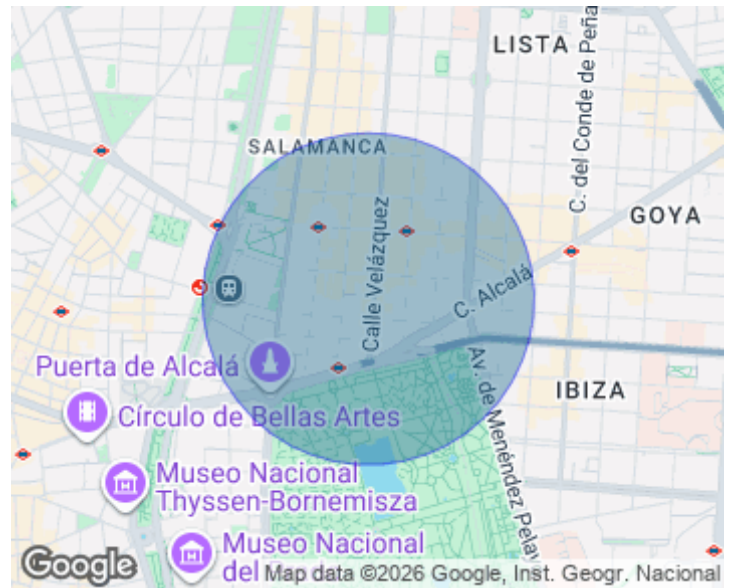 LISTA
C. del Conde de Peña
SALAMANCA
GOYA
Calle Velázquez
C. Alcalá
Puerta de Alcalá
Av. de Menéndez Pelay
IBIZA
Círculo de Bellas Artes
Museo Nacional
Thyssen-Bornemisza
Museo Nacional
del
Google
Map data ©2026 Google, Inst. Geogr. Nacional